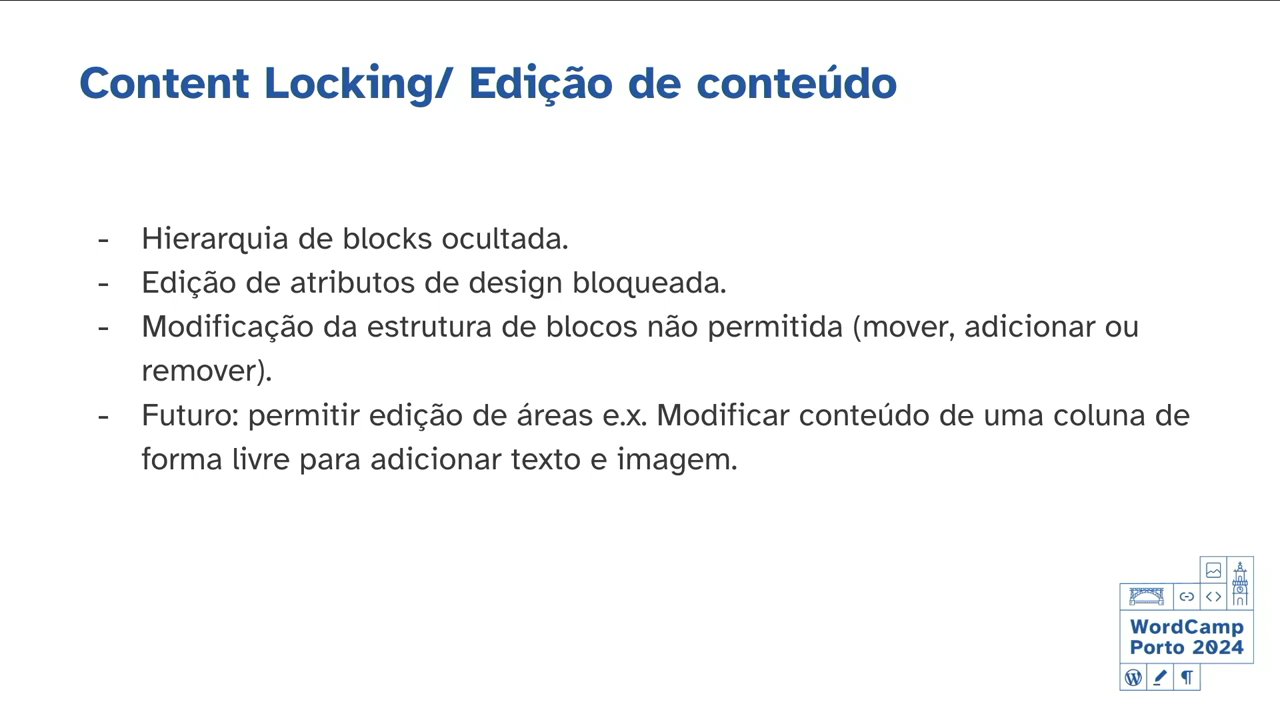 Content Locking/ Edição de conteúdo
- Hierarquia de blocks ocultada.
- Edição de atributos de design bloqueada.
- Modificação da estrutura de blocos não permitida (mover, adicionar ou
remover).
- Futuro: permitir edição de áreas e.x. Modificar conteúdo de uma coluna de
forma livre para adicionar texto e imagem.
WordCamp
Porto 2024